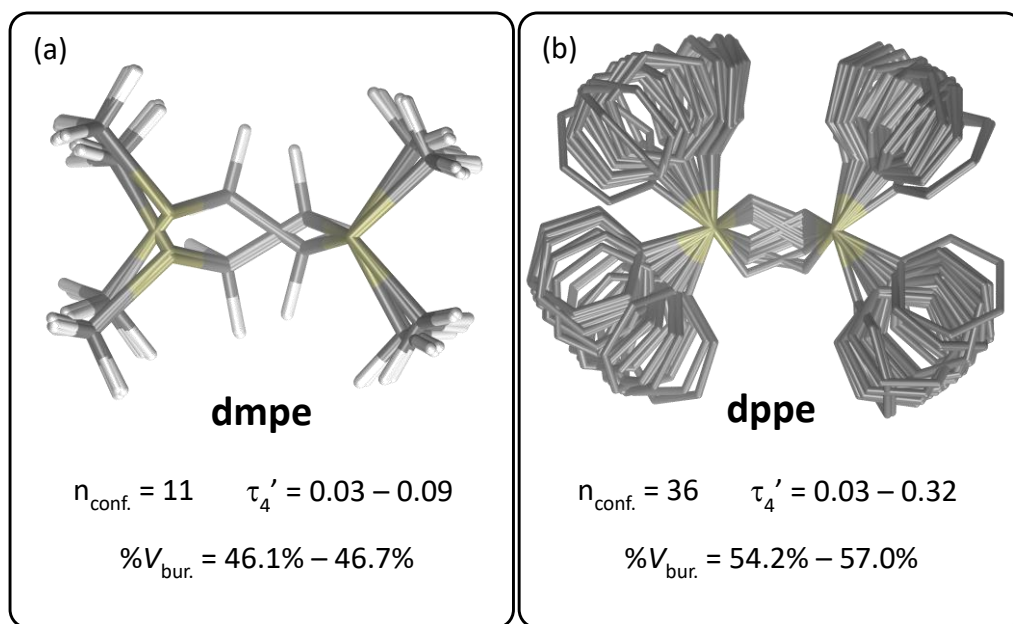 (a)
dmpe
n_conf. = 11 τ₄’ = 0.03 – 0.09
%V_bur. = 46.1% – 46.7%
(b)
dppe
n_conf. = 36 τ₄’ = 0.03 – 0.32
%V_bur. = 54.2% – 57.0%